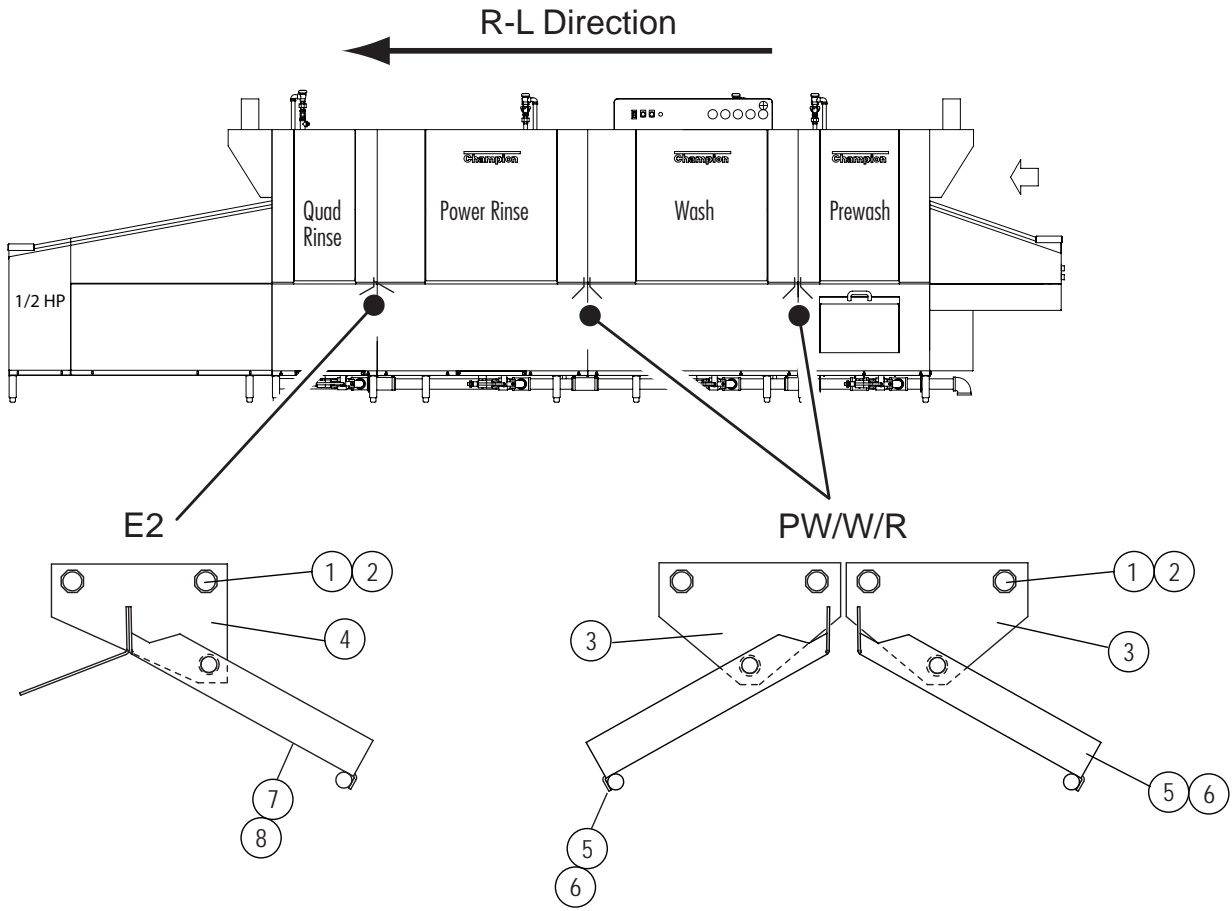 R-L Direction
Champion
Champion
Champion
Quad
Rinse
Power Rinse
Wash
Prewash
1/2 HP
E2
PW/W/R
1 2
4
7
8
3
1 2
3
5 6
5
6